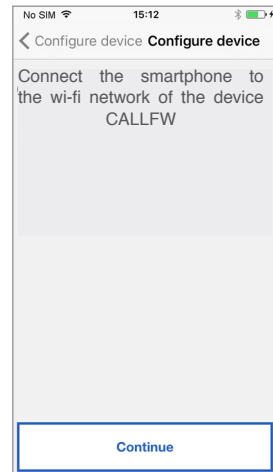 No SIM 15:12
Configure device Configure device
Connect the smartphone to
the wi-fi network of the device
CALLFW
Continue